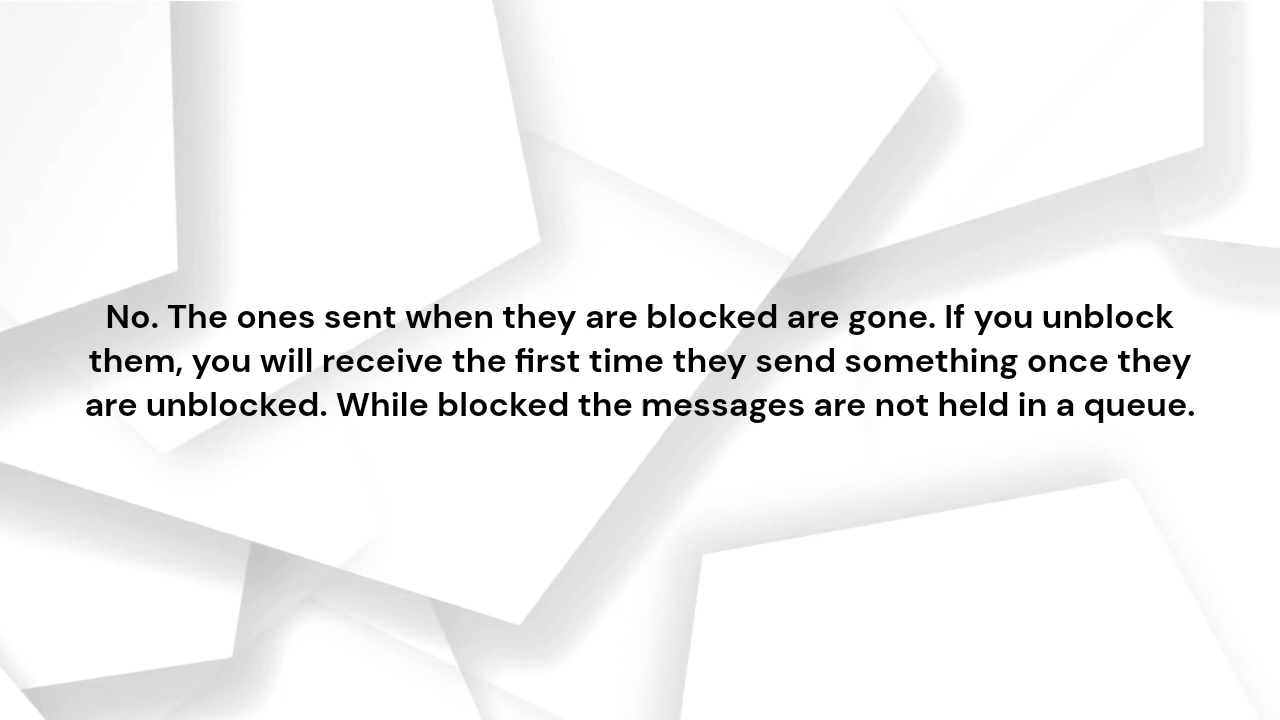 No. The ones sent when they are blocked are gone. If you unblock
them, you will receive the first time they send something once they
are unblocked. While blocked the messages are not held in a queue.